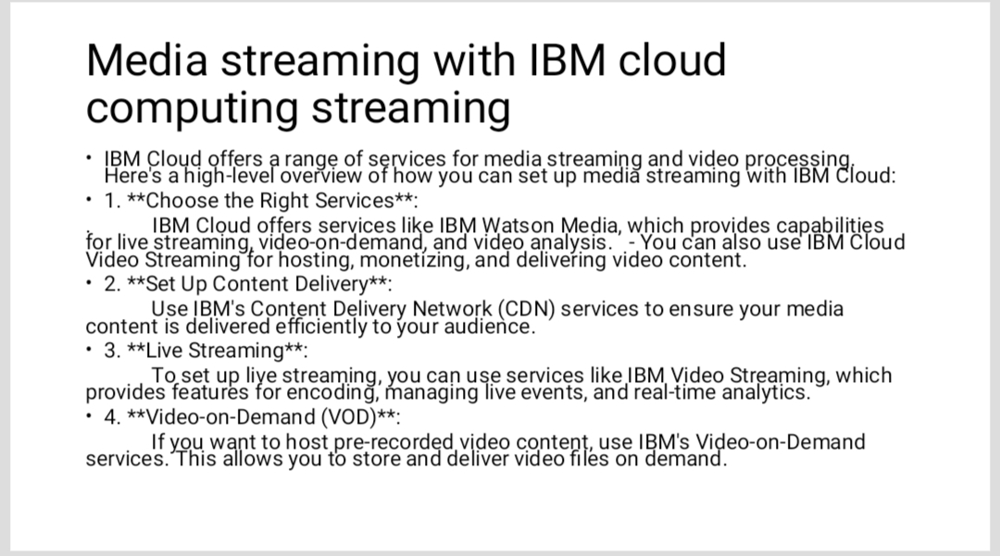 Media streaming with IBM cloud
computing streaming
• IBM Cloud offers a range of services for media streaming and video processing.
Here's a high-level overview of how you can set up media streaming with IBM Cloud:
• 1. **Choose the Right Services**:
. IBM Cloud offers services like IBM Watson Media, which provides capabilities
for live streaming, video-on-demand, and video analysis. - You can also use IBM Cloud
Video Streaming for hosting, monetizing, and delivering video content.
• 2. **Set Up Content Delivery**:
Use IBM's Content Delivery Network (CDN) services to ensure your media
content is delivered efficiently to your audience.
• 3. **Live Streaming**:
To set up live streaming, you can use services like IBM Video Streaming, which
provides features for encoding, managing live events, and real-time analytics.
• 4. **Video-on-Demand (VOD)**:
If you want to host pre-recorded video content, use IBM's Video-on-Demand
services. This allows you to store and deliver video files on demand.